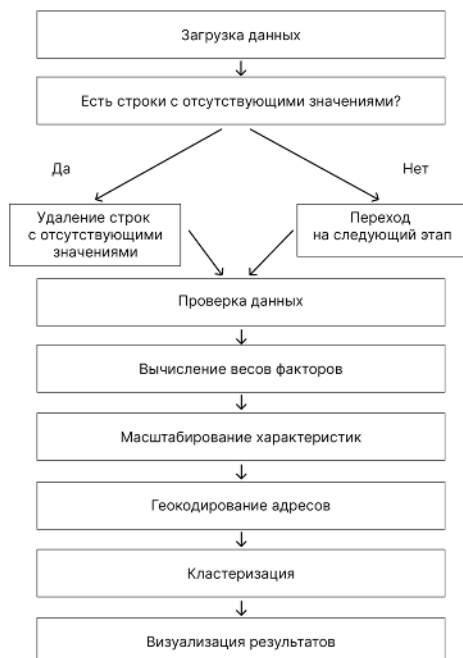 Загрузка данных
Есть строки с отсутствующими значениями?
Да
Нет
Удаление строк
с отсутствующими
значениями
Переход
на следующий этап
Проверка данных
Вычисление весов факторов
Масштабирование характеристик
Геокодирование адресов
Кластеризация
Визуализация результатов